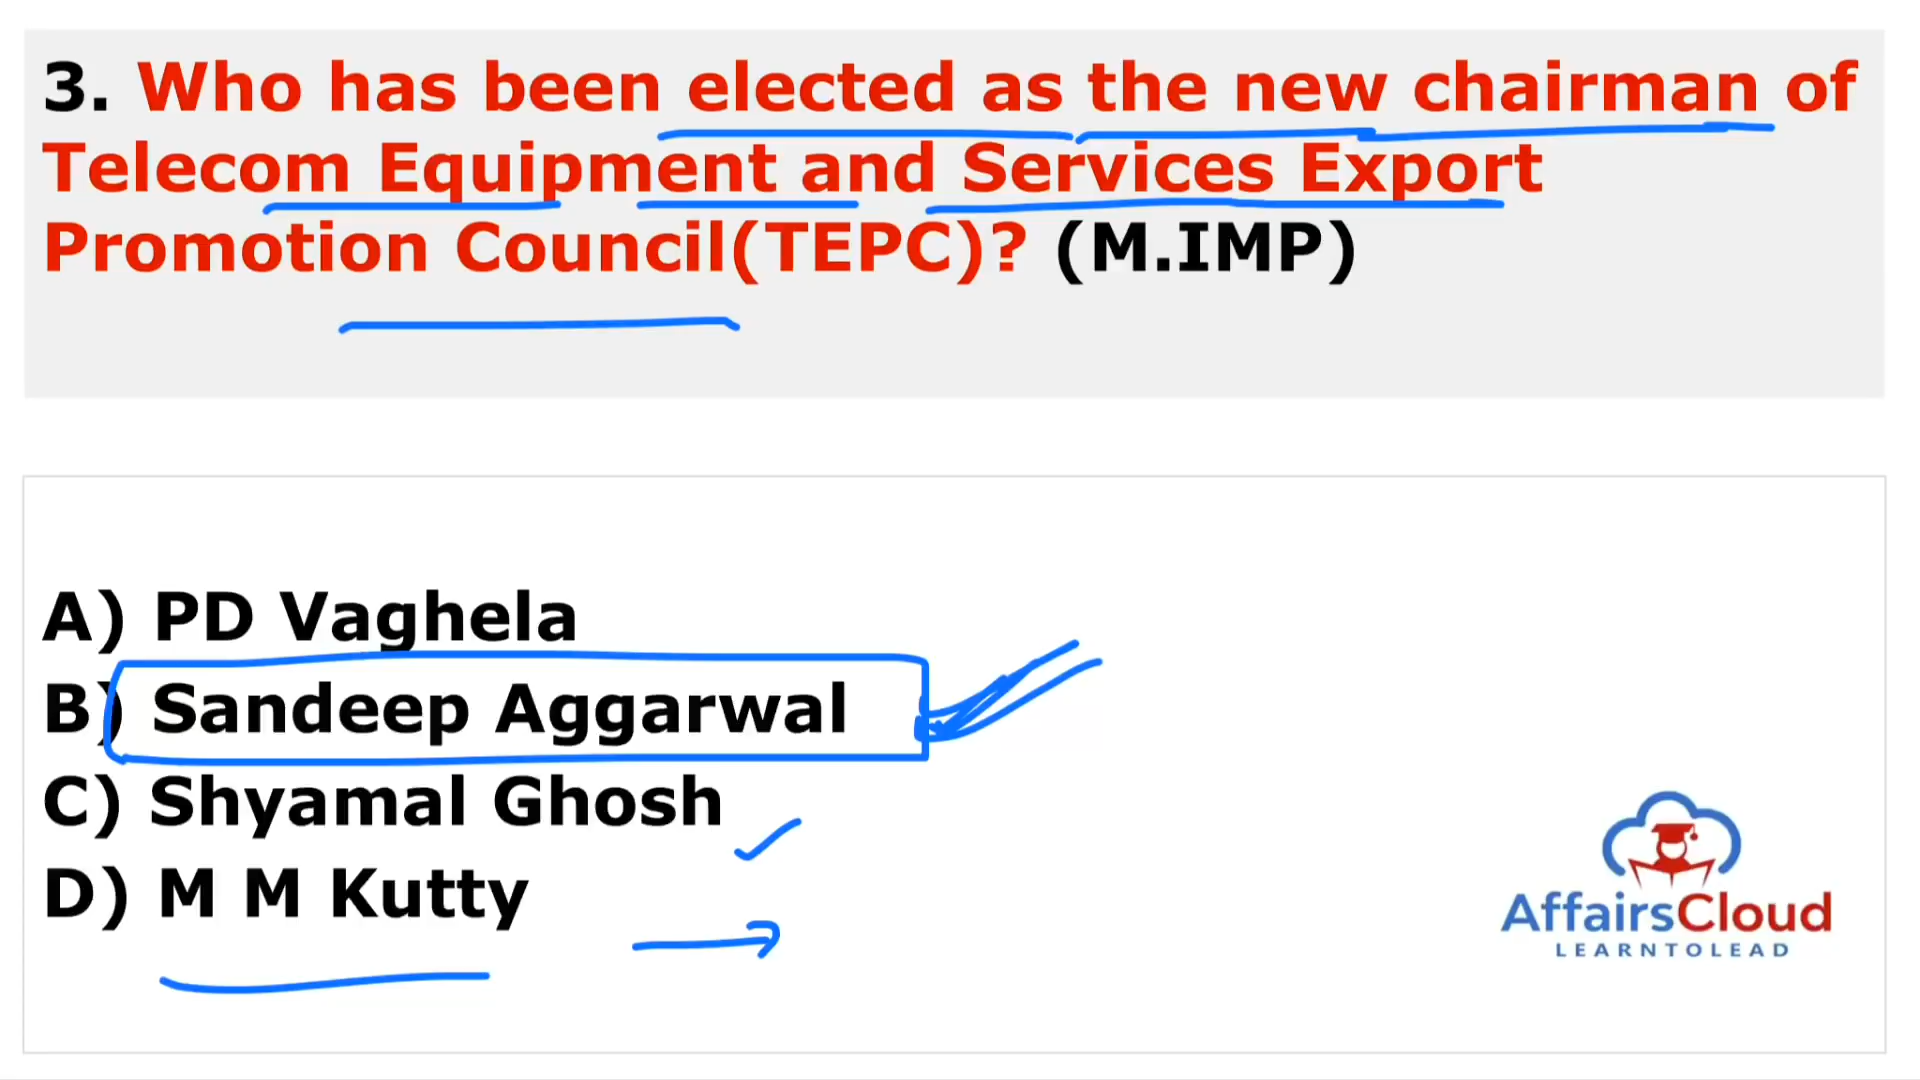 3. Who has been elected as the new chairman of
Telecom Equipment and Services Export
Promotion Council(TEPC)? (M.IMP)
A) PD Vaghela
B) Sandeep Aggarwal
C) Shyamal Ghosh
D) M M Kutty
AffairsCloud
LEARNTOLEAD